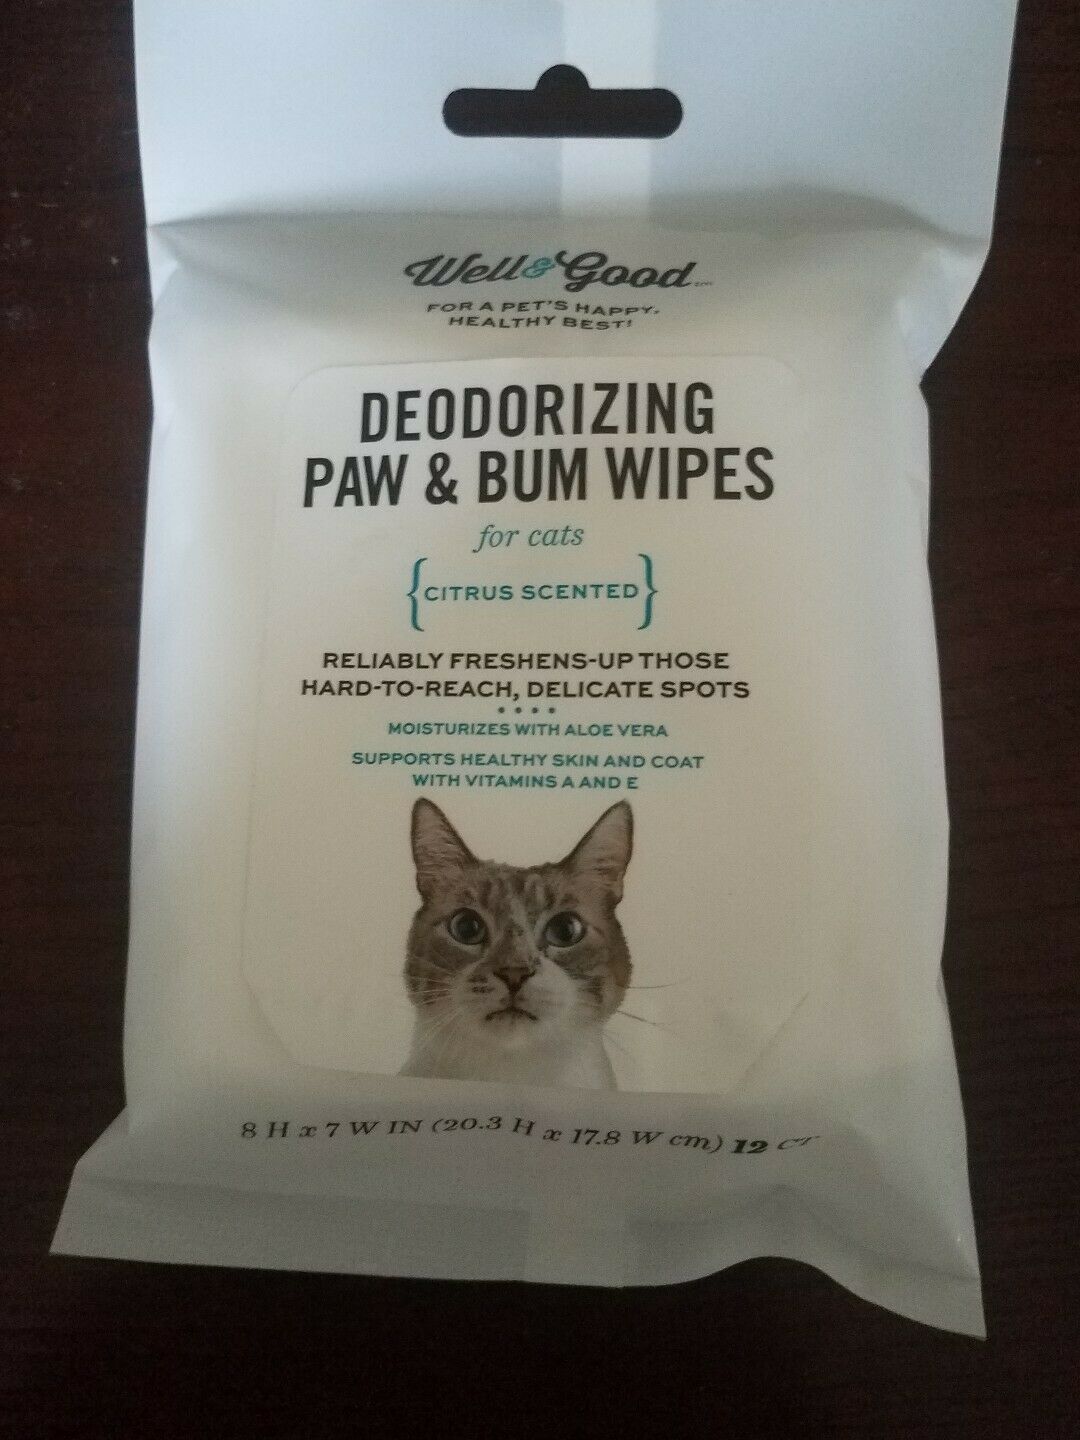 Well & Good
FOR A PET'S HAPPY,
HEALTHY BEST!
DEODORIZING
PAW & BUM WIPES
for cats
{CITRUS SCENTED}
RELIABLY FRESHENS-UP THOSE
HARD-TO-REACH, DELICATE SPOTS
MOISTURIZES WITH ALOE VERA
SUPPORTS HEALTHY SKIN AND COAT
WITH VITAMINS A AND E
8 H x 7 W IN (20.3 H x 17.8 W cm) 12 CT